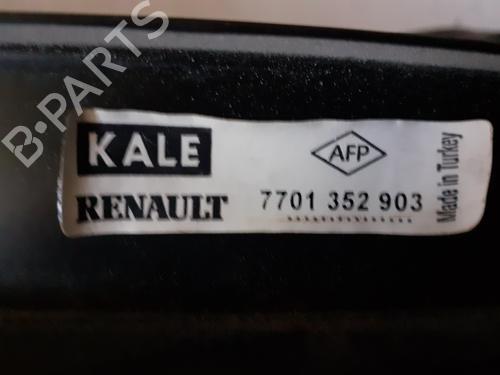 B-PARTS
KALE
RENAULT
AFP
7701 352 903
Made in Turkey